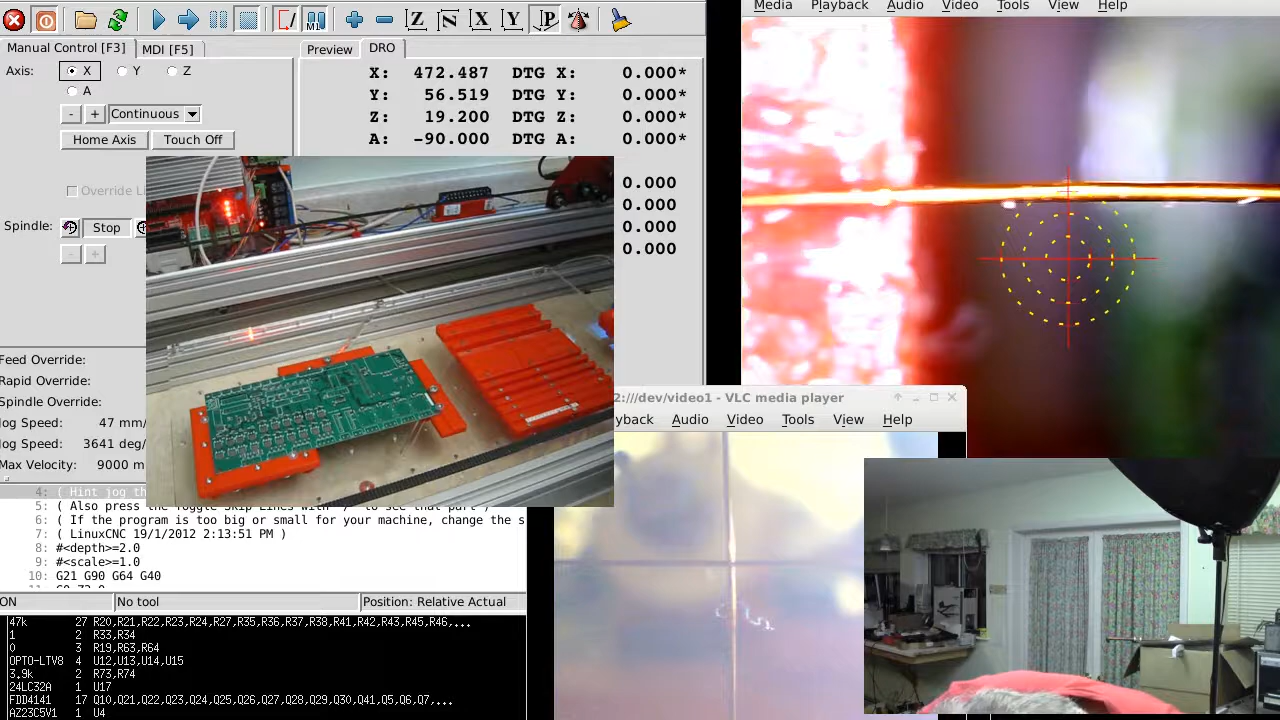 Manual Control [F3]
MDI [F5]
Axis:
X
Y
Z
A
-
+
Continuous
Home Axis
Touch Off
Override Li
Spindle:
Stop
-
+
Feed Override:
Rapid Override:
Spindle Override:
Jog Speed:
47 mm/
Jog Speed:
3641 deg/
Max Velocity:
9000 m
Z
N
X
Y
P
M1
Preview
DRO
X: 472.487 DTG X: 0.000*
Y: 56.519 DTG Y: 0.000*
Z: 19.200 DTG Z: 0.000*
A: -90.000 DTG A: 0.000*
0.000
0.000
0.000
0.000
4: ( Hint jog th
5: ( Also press the Toggle Skip Lines with "/" to see that part
6: ( If the program is too big or small for your machine, change the s
7: ( LinuxCNC 19/1/2012 2:13:51 PM )
8: #<depth>=2.0
9: #<scale>=1.0
10: G21 G90 G64 G40
ON
No tool
Position: Relative Actual
47k 27 R20,R21,R22,R23,R24,R27,R35,R36,R37,R38,R41,R42,R43,R45,R46,...
1 2 R33,R34
0 3 R19,R63,R64
OPTO-LTV8 4 U12,U13,U14,U15
3.9k 2 R73,R74
24LC32A 1 U17
FDD4141 17 Q10,Q21,Q22,Q23,Q24,Q25,Q26,Q27,Q28,Q29,Q30,Q41,Q5,Q6,Q7,...
AZ23C5V1 1 U4
Media Playback Audio Video Tools View Help
2:///dev/video1 - VLC media player
yback Audio Video Tools View Help